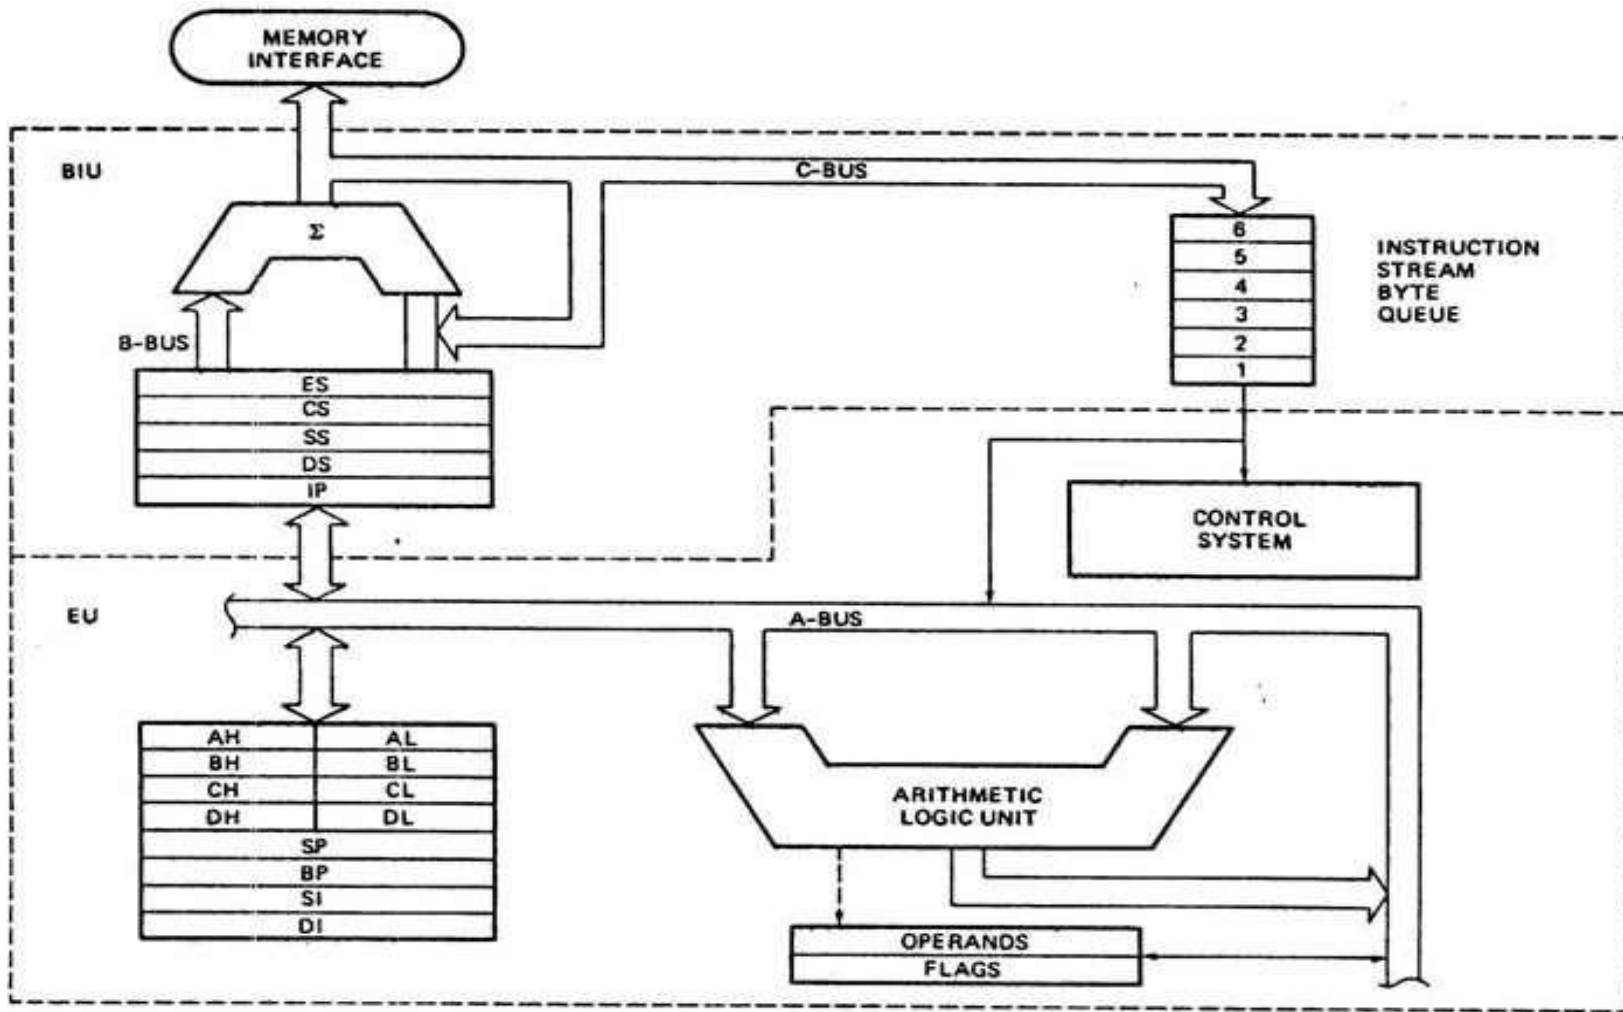 MEMORY
INTERFACE
BIU
C-BUS
Σ
6
5
4
3
2
1
INSTRUCTION
STREAM
BYTE
QUEUE
B-BUS
ES
CS
SS
DS
IP
CONTROL
SYSTEM
EU
A-BUS
AH AL
BH BL
CH CL
DH DL
SP
BP
SI
DI
ARITHMETIC
LOGIC UNIT
OPERANDS
FLAGS